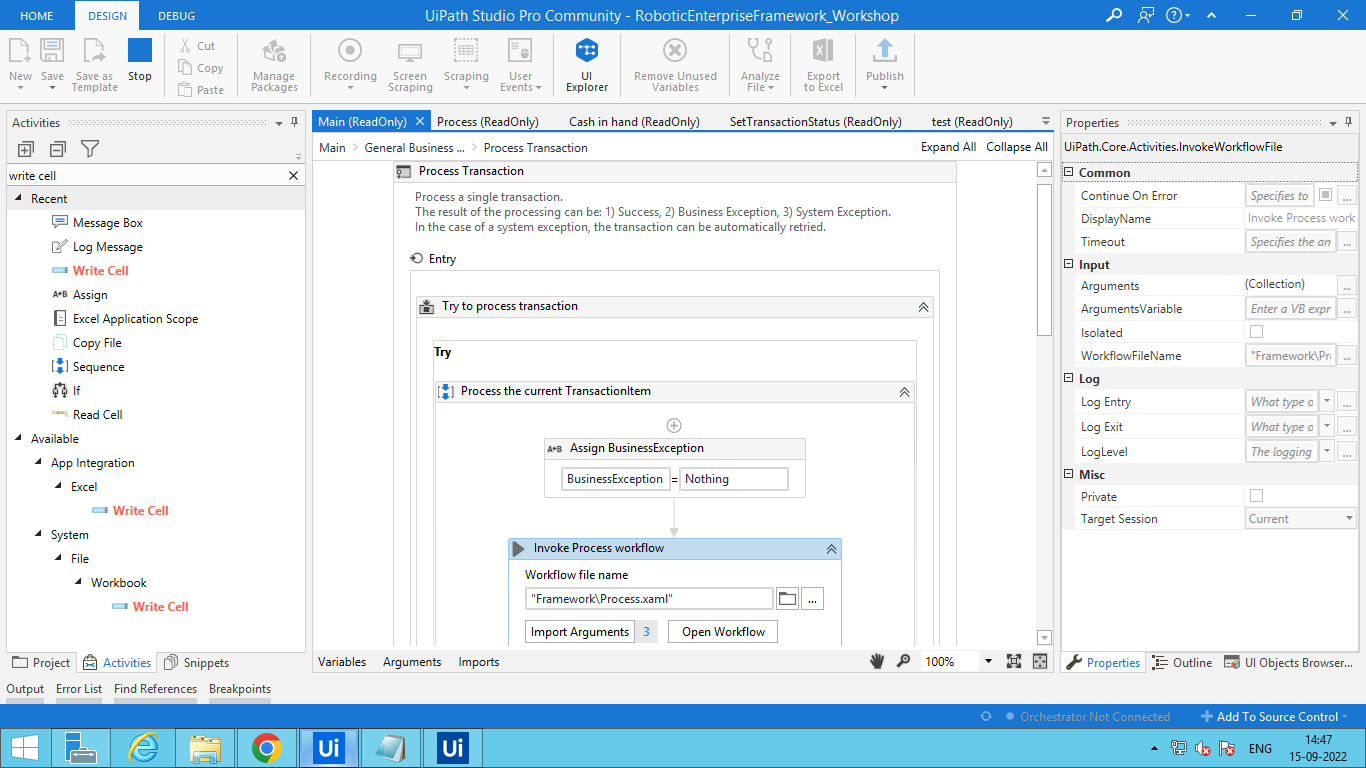 HOME DESIGN DEBUG UiPath Studio Pro Community - RoboticEnterpriseFramework_Workshop
New Save Save as Template Stop
Cut
Copy
Paste
Manage Packages
Recording
Screen Scraping
Scraping
User Events
UI Explorer
Remove Unused Variables
Analyze File
Export to Excel
Publish
Activities
write cell
Recent
Message Box
Log Message
Write Cell
A+B Assign
Excel Application Scope
Copy File
Sequence
If
Read Cell
Available
App Integration
Excel
Write Cell
System
File
Workbook
Write Cell
Project Activities Snippets
Main (ReadOnly) Process (ReadOnly) Cash in hand (ReadOnly) SetTransactionStatus (ReadOnly) test (ReadOnly)
Main > General Business ... > Process Transaction Expand All Collapse All
Process Transaction
Process a single transaction.
The result of the processing can be: 1) Success, 2) Business Exception, 3) System Exception.
In the case of a system exception, the transaction can be automatically retried.
Entry
Try to process transaction
Try
Process the current TransactionItem
A+B Assign BusinessException
BusinessException = Nothing
Invoke Process workflow
Workflow file name
"Framework\Process.xaml" ...
Import Arguments 3 Open Workflow
Variables Arguments Imports 100%
Properties
UiPath.Core.Activities.InvokeWorkflowFile
Common
Continue On Error Specifies to ...
DisplayName Invoke Process work
Timeout Specifies the an ...
Input
Arguments (Collection) ...
ArgumentsVariable Enter a VB expr ...
Isolated
WorkflowFileName "Framework\Pr ...
Log
Log Entry What type o ...
Log Exit What type o ...
LogLevel The logging ...
Misc
Private
Target Session Current
Properties Outline UI Objects Browser...
Output Error List Find References Breakpoints
Orchestrator Not Connected Add To Source Control
Ui Ui ENG 14:47
15-09-2022